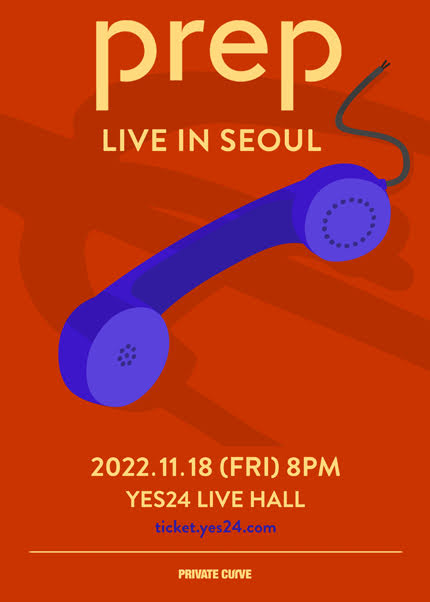 prep
LIVE IN SEOUL
2022.11.18 (FRI) 8PM
YES24 LIVE HALL
ticket.yes24.com
PRIVATE CURVE